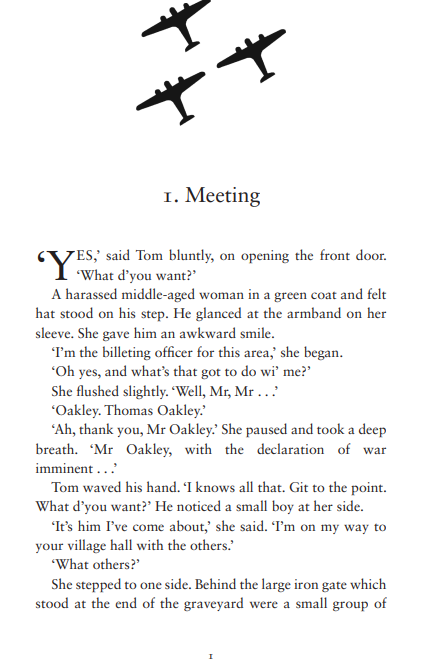 1. Meeting
‘YES,’ said Tom bluntly, on opening the front door.
‘What d’you want?’
A harassed middle-aged woman in a green coat and felt
hat stood on his step. He glanced at the armband on her
sleeve. She gave him an awkward smile.
‘I’m the billeting officer for this area,’ she began.
‘Oh yes, and what’s that got to do wi’ me?’
She flushed slightly. ‘Well, Mr, Mr . . .’
‘Oakley. Thomas Oakley.’
‘Ah, thank you, Mr Oakley.’ She paused and took a deep
breath. ‘Mr Oakley, with the declaration of war
imminent . . .’
Tom waved his hand. ‘I knows all that. Git to the point.
What d’you want?’ He noticed a small boy at her side.
‘It’s him I’ve come about,’ she said. ‘I’m on my way to
your village hall with the others.’
‘What others?’
She stepped to one side. Behind the large iron gate which
stood at the end of the graveyard were a small group of
1